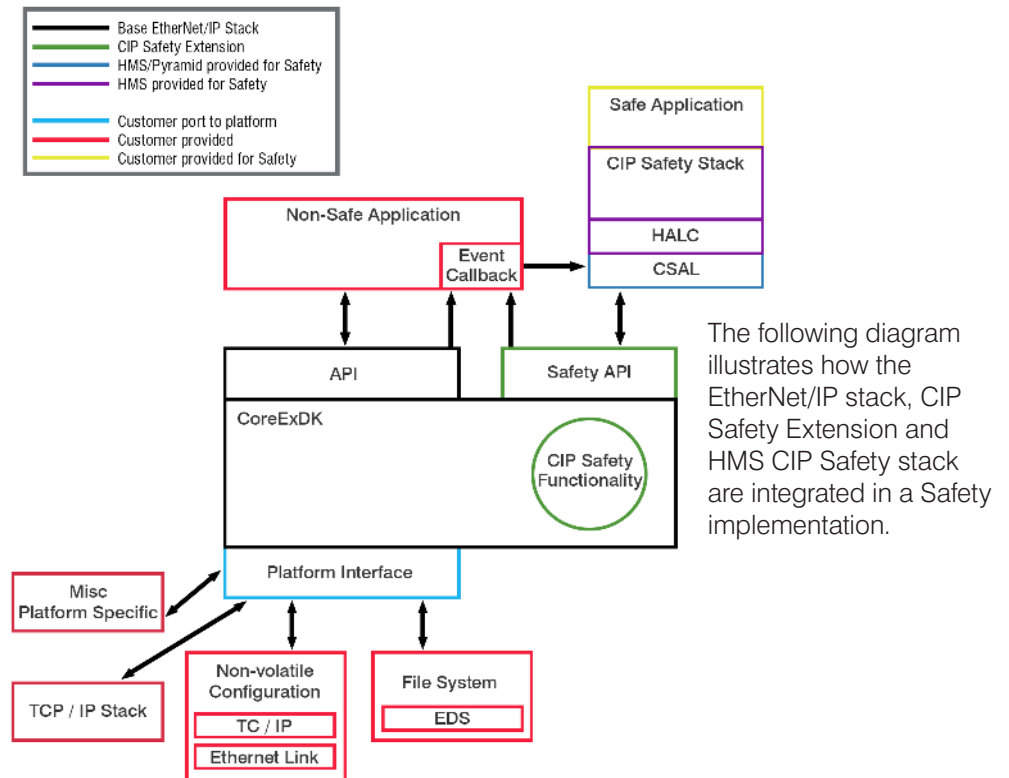 Base EtherNet/IP Stack
CIP Safety Extension
HMS/Pyramid provided for Safety
HMS provided for Safety
Customer port to platform
Customer provided
Customer provided for Safety
Safe Application
CIP Safety Stack
HALC
CSAL
Non-Safe Application
Event
Callback
API
Safety API
CoreExDK
CIP Safety
Functionality
The following diagram
illustrates how the
EtherNet/IP stack, CIP
Safety Extension and
HMS CIP Safety stack
are integrated in a Safety
implementation.
Platform Interface
Misc
Platform Specific
TCP / IP Stack
Non-volatile
Configuration
TC / IP
Ethernet Link
File System
EDS